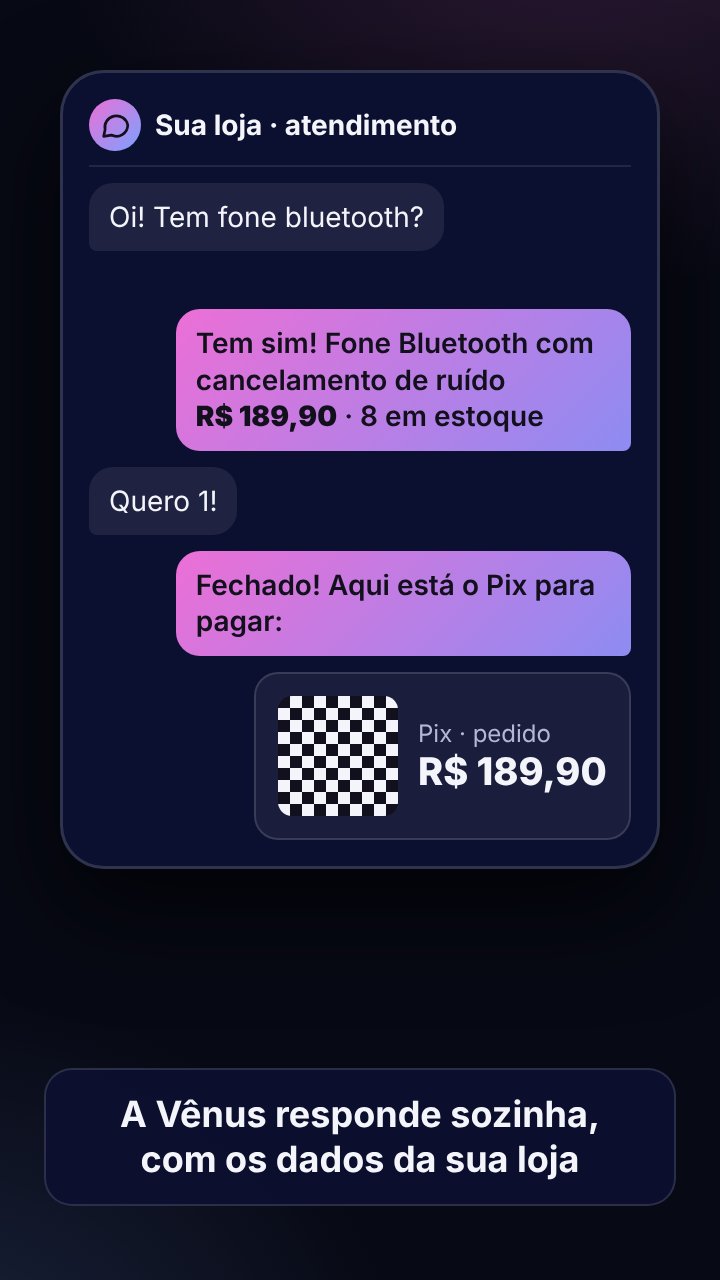 Sua loja · atendimento
Oi! Tem fone bluetooth?
Tem sim! Fone Bluetooth com
cancelamento de ruído
R$ 189,90 · 8 em estoque
Quero 1!
Fechado! Aqui está o Pix para
pagar:
Pix · pedido
R$ 189,90
A Vênus responde sozinha,
com os dados da sua loja